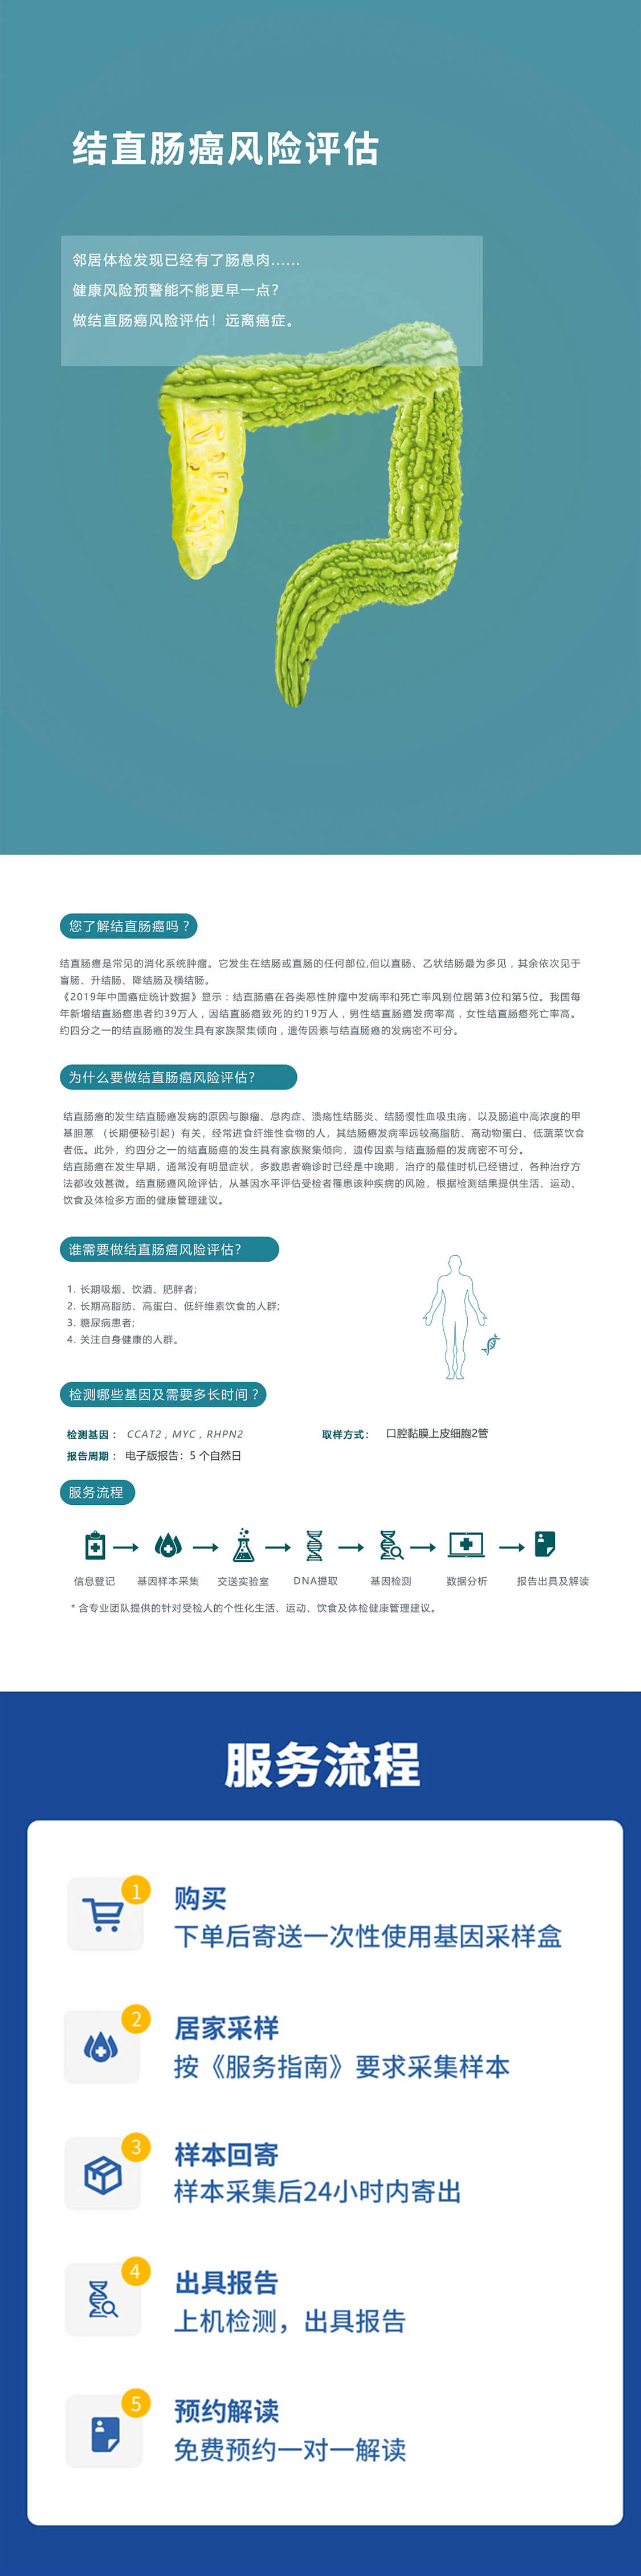 结直肠癌风险评估
邻居体检发现已经有了肠息肉......
健康风险预警能不能更早一点？
做结直肠癌风险评估！远离癌症。
您了解结直肠癌吗？
结直肠癌是常见的消化系统肿瘤。它发生在结肠或直肠的任何部位,但以直肠、乙状结肠最为多见，其余依次见于
盲肠、升结肠、降结肠及横结肠。
《2019年中国癌症统计数据》显示：结直肠癌在各类恶性肿瘤中发病率和死亡率风别位居第3位和第5位。我国每
年新增结直肠癌患者约39万人，因结直肠癌致死的约19万人，男性结直肠癌发病率高，女性结直肠癌死亡率高。
约四分之一的结直肠癌的发生具有家族聚集倾向，遗传因素与结直肠癌的发病密不可分。
为什么要做结直肠癌风险评估？
结直肠癌的发生结直肠癌发病的原因与腺瘤、息肉症、溃疡性结肠炎、结肠慢性血吸虫病，以及肠道中高浓度的甲
基胆蒽 （长期便秘引起）有关，经常进食纤维性食物的人，其结肠癌发病率远较高脂肪、高动物蛋白、低蔬菜饮食
者低。此外，约四分之一的结直肠癌的发生具有家族聚集倾向，遗传因素与结直肠癌的发病密不可分。
结直肠癌在发生早期，通常没有明显症状，多数患者确诊时已经是中晚期，治疗的最佳时机已经错过，各种治疗方
法都收效甚微。结直肠癌风险评估，从基因水平评估受检者罹患该种疾病的风险，根据检测结果提供生活、运动、
饮食及体检多方面的健康管理建议。
谁需要做结直肠癌风险评估？
1. 长期吸烟、饮酒、肥胖者;
2. 长期高脂肪、高蛋白、低纤维素饮食的人群;
3. 糖尿病患者;
4. 关注自身健康的人群。
检测哪些基因及需要多长时间？
检测基因： CCAT2，MYC，RHPN2
取样方式： 口腔黏膜上皮细胞2管
报告周期： 电子版报告：5 个自然日
服务流程
信息登记 基因样本采集 交送实验室 DNA提取 基因检测 数据分析 报告出具及解读
* 含专业团队提供的针对受检人的个性化生活、运动、饮食及体检健康管理建议。
服务流程
1 购买
下单后寄送一次性使用基因采样盒
2 居家采样
按《服务指南》要求采集样本
3 样本回寄
样本采集后24小时内寄出
4 出具报告
上机检测，出具报告
5 预约解读
免费预约一对一解读